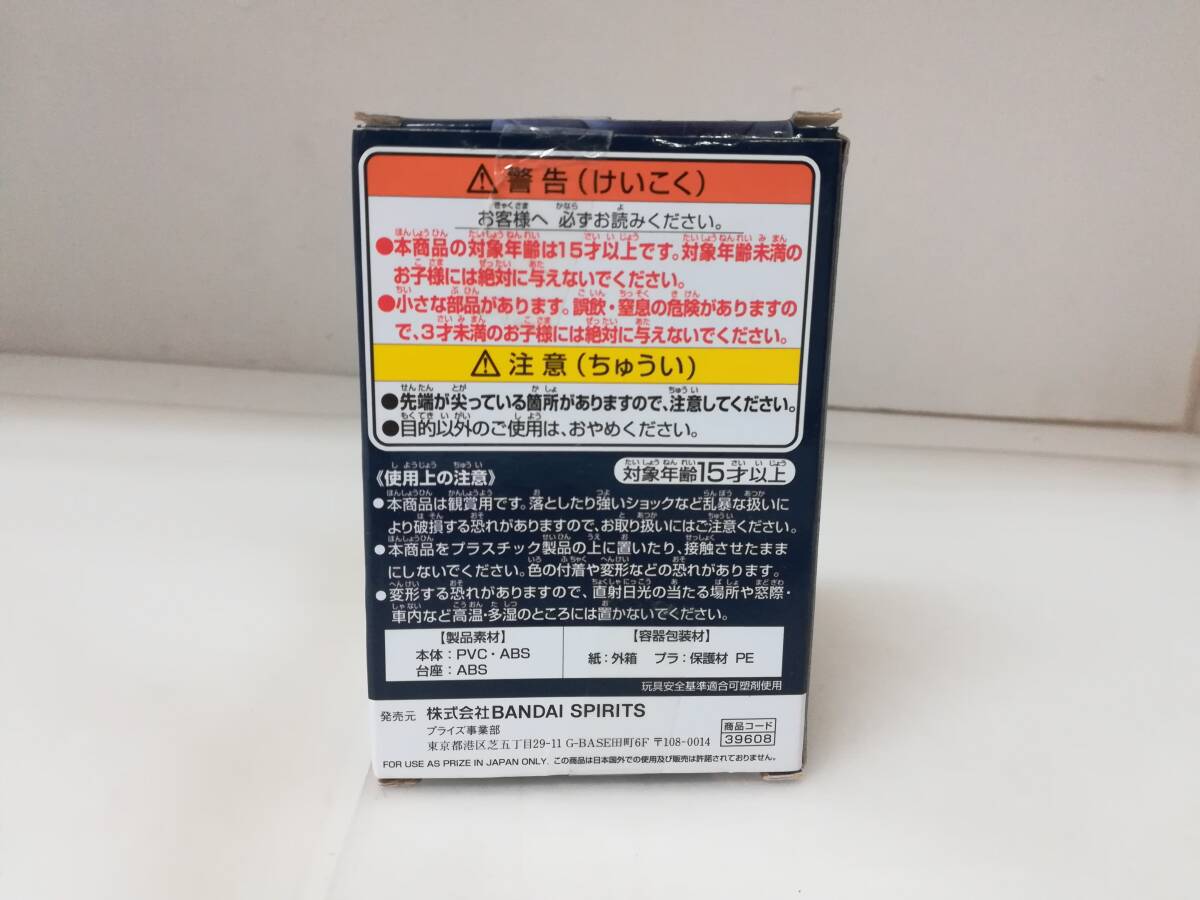 ⚠ 警告(けいこく)
お客様へ 必ずお読みください。
●本商品の対象年齢は15才以上です。対象年齢未満の
お子様には絶対に与えないでください。
●小さな部品があります。誤飲・窒息の危険がありますの
で、3才未満のお子様には絶対に与えないでください。
⚠ 注意(ちゅうい)
●先端が尖っている箇所がありますので、注意してください。
●目的以外のご使用は、おやめください。
《使用上の注意》
対象年齢15才以上
●本商品は観賞用です。落としたり強いショックなど乱暴な扱いに
より破損する恐れがありますので、お取り扱いにはご注意ください。
●本商品をプラスチック製品の上に置いたり、接触させたまま
にしないでください。色の付着や変形などの恐れがあります。
●変形する恐れがありますので、直射日光の当たる場所や窓際・
車内など高温・多湿のところには置かないでください。
【製品素材】
本体:PVC・ABS
台座:ABS
【容器包装材】
紙:外箱 プラ:保護材 PE
玩具安全基準適合可塑剤使用
発売元 株式会社BANDAI SPIRITS
プライズ事業部
東京都港区芝五丁目29-11 G-BASE田町6F 〒108-0014
商品コード
39608
FOR USE AS PRIZE IN JAPAN ONLY. この商品は日本国外での使用及び販売は許諾されておりません。